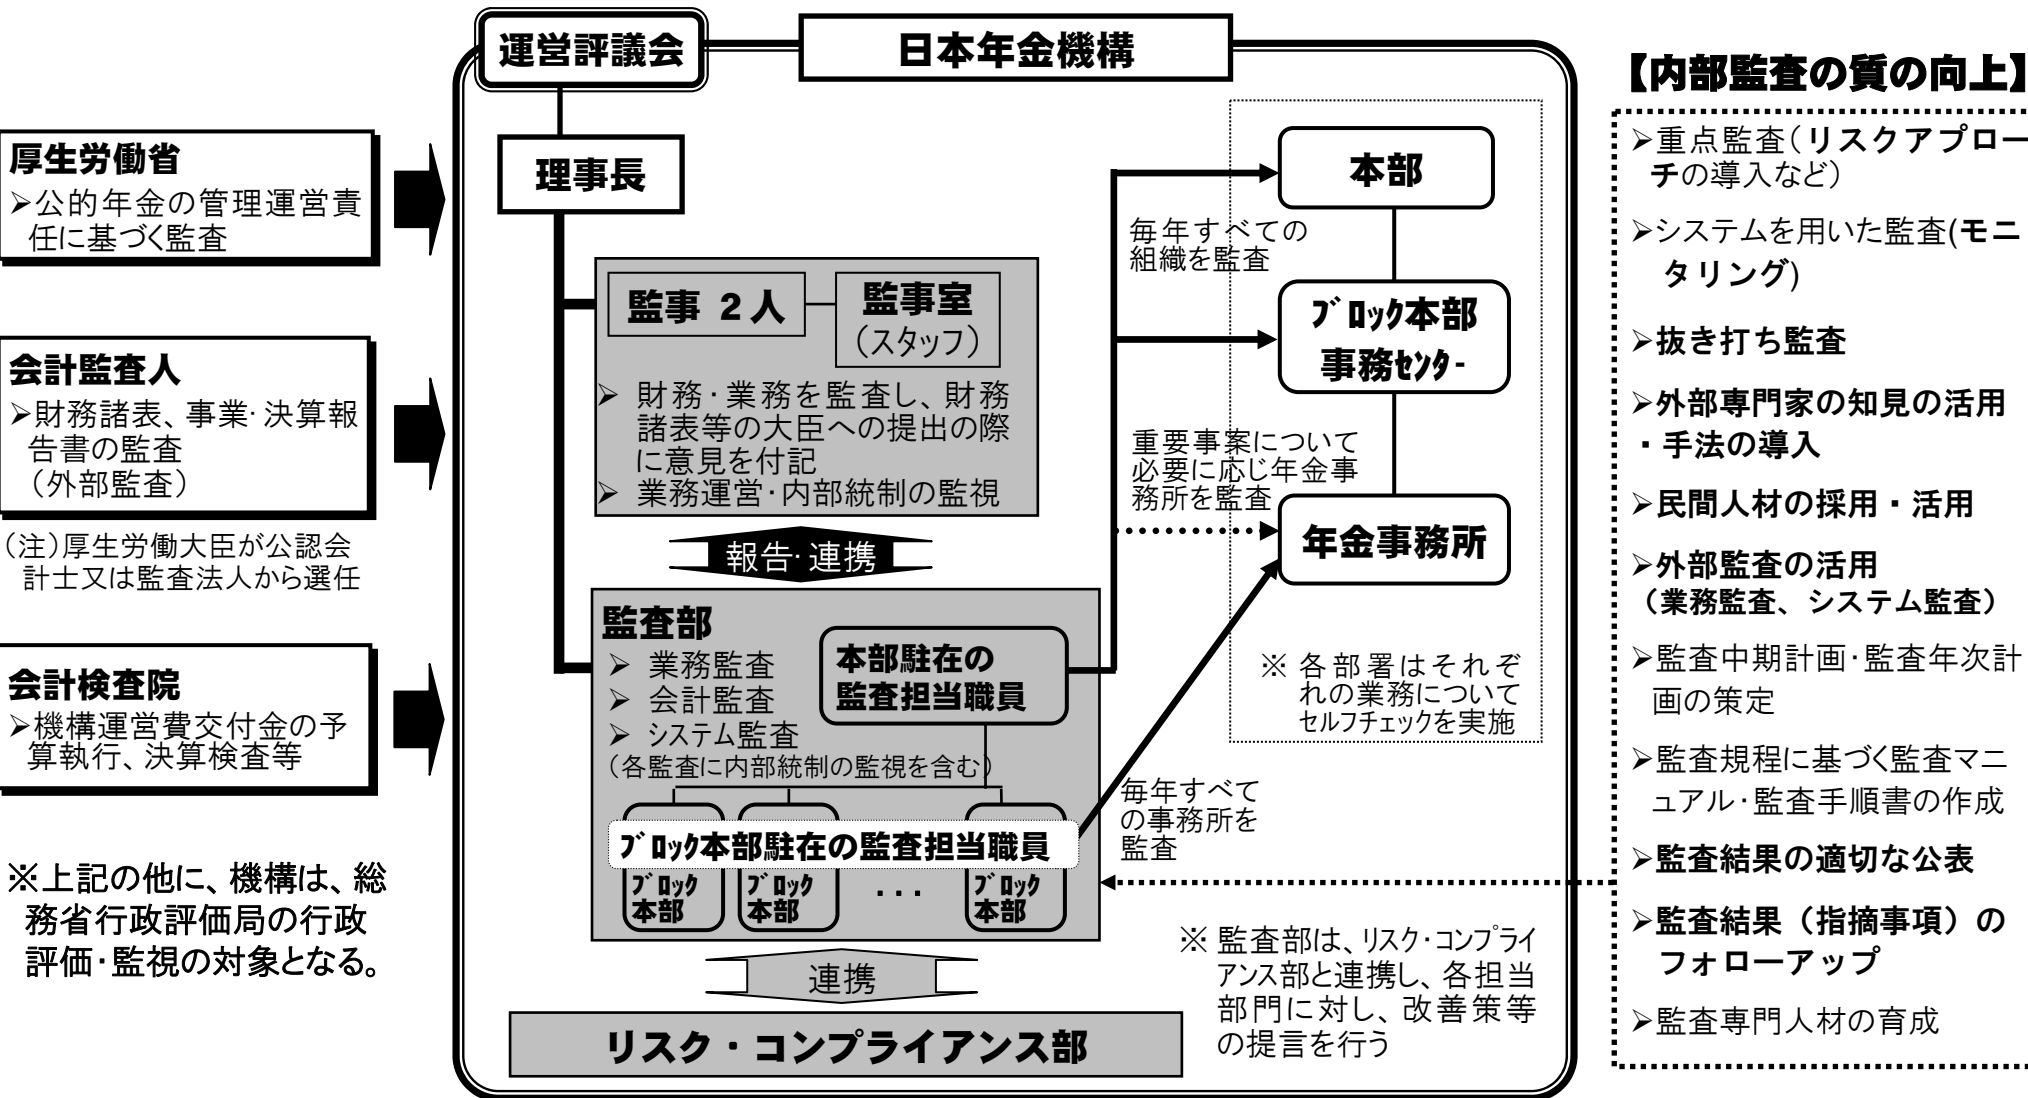 運営評議会
日本年金機構
理事長
厚生労働省
➢公的年金の管理運営責
任に基づく監査
会計監査人
➢財務諸表、事業・決算報
告書の監査
（外部監査）
（注）厚生労働大臣が公認会
計士又は監査法人から選任
会計検査院
➢機構運営費交付金の予
算執行、決算検査等
※上記の他に、機構は、総
務省行政評価局の行政
評価・監視の対象となる。
監事 ２人
監事室
（スタッフ）
➢ 財務・業務を監査し、財務
諸表等の大臣への提出の際
に意見を付記
➢ 業務運営・内部統制の監視
報告・連携
監査部
➢ 業務監査
➢ 会計監査
➢ システム監査
（各監査に内部統制の監視を含む）
本部駐在の
監査担当職員
ﾌﾞﾛｯｸ本部駐在の監査担当職員
ﾌﾞﾛｯｸ
本部
ﾌﾞﾛｯｸ
本部
・・・
ﾌﾞﾛｯｸ
本部
連携
リスク・コンプライアンス部
本部
毎年すべての
組織を監査
ﾌﾞﾛｯｸ本部
事務ｾﾝﾀｰ
重要事案について
必要に応じ年金事
務所を監査
年金事務所
※ 各部署はそれぞ
れの業務について
セルフチェックを実施
毎年すべて
の事務所を
監査
※ 監査部は、リスク・コンプライ
アンス部と連携し、各担当
部門に対し、改善策等
の提言を行う
【内部監査の質の向上】
➢重点監査（リスクアプロー
チの導入など）
➢システムを用いた監査(モニ
タリング)
➢抜き打ち監査
➢外部専門家の知見の活用
・手法の導入
➢民間人材の採用・活用
➢外部監査の活用
（業務監査、システム監査）
➢監査中期計画・監査年次計
画の策定
➢監査規程に基づく監査マニ
ュアル・監査手順書の作成
➢監査結果の適切な公表
➢監査結果（指摘事項）の
フォローアップ
➢監査専門人材の育成